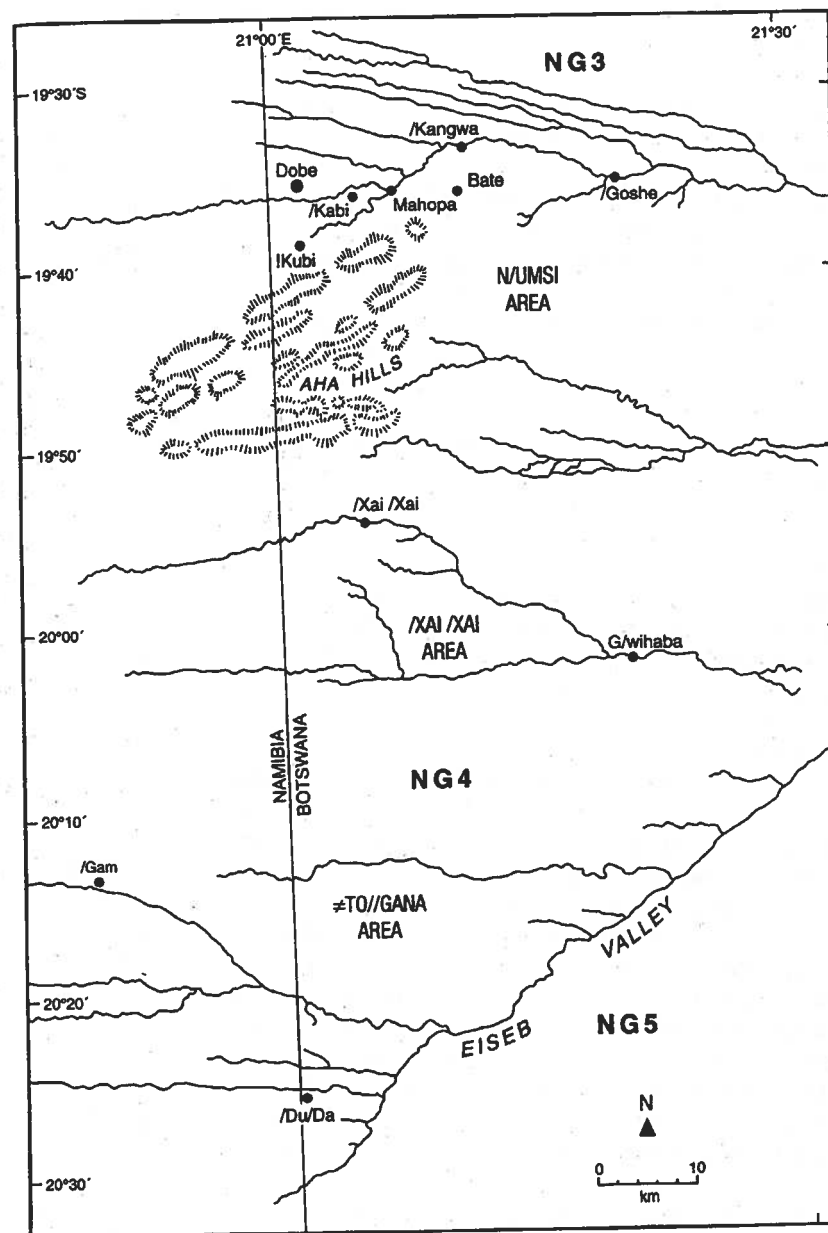 21°00´E
21°30´
NG3
19°30´S
/Kangwa
Dobe
Bate
/Goshe
/Kabi
Mahopa
!Kubi
19°40´
N/UMSI
AREA
AHA HILLS
19°50´
/Xai /Xai
/XAI /XAI
AREA
G/wihaba
20°00´
NAMIBIA
BOTSWANA
NG4
20°10´
/Gam
≠TO//GANA
AREA
EISEB VALLEY
20°20´
NG5
/Du/Da
N
20°30´
0 10
km